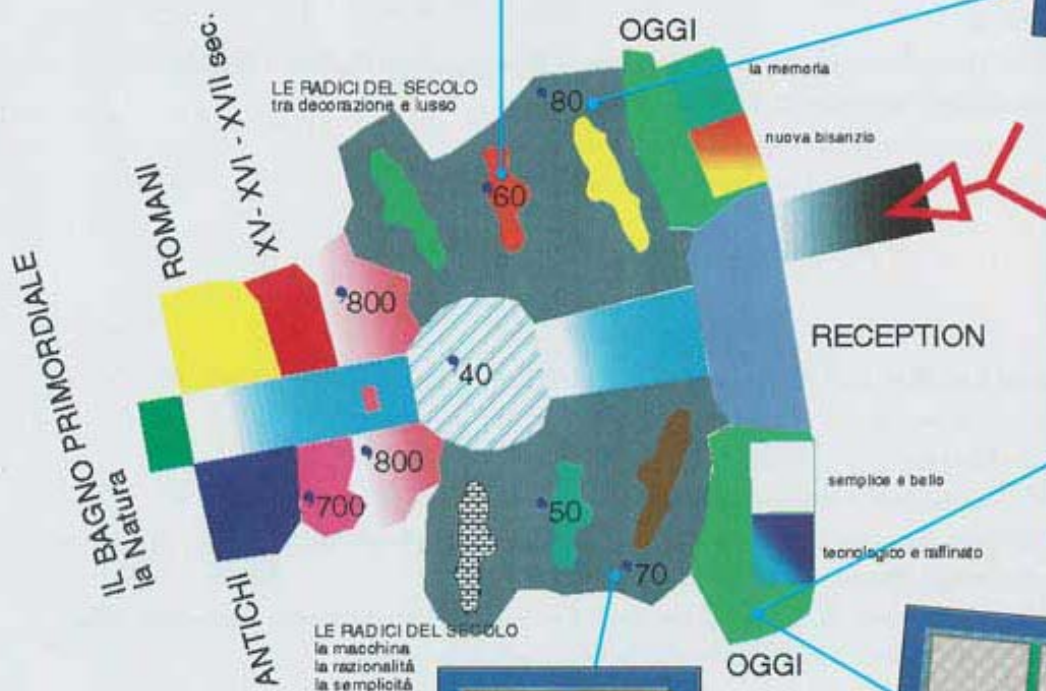 OGGI
la memoria
LE RADICI DEL SECOLO
tra decorazione e lusso
'80
nuova bisanzio
XV- XVI - XVII sec.
ROMANI
'60
IL BAGNO PRIMORDIALE
la Natura
'800
RECEPTION
'40
'800
semplice e bello
'700
'50
tecnologico e raffinato
'70
ANTICHI
LE RADICI DEL SECOLO
la macchina
la razionalitá
la semplicitá
OGGI